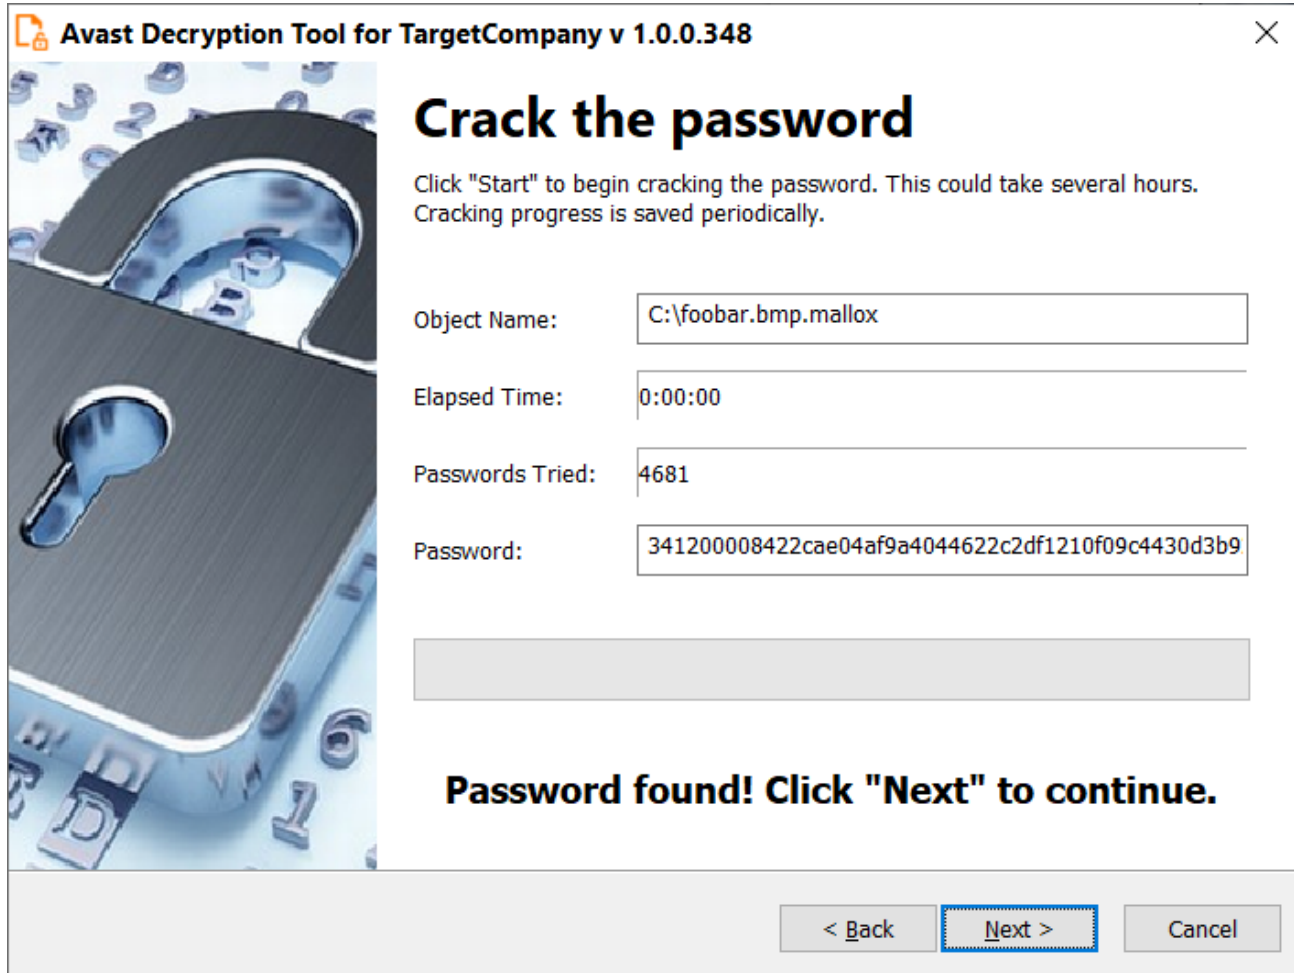 Avast Decryption Tool for TargetCompany v 1.0.0.348
Crack the password
Click "Start" to begin cracking the password. This could take several hours.
Cracking progress is saved periodically.
Object Name: C:\foobar.bmp.mallox
Elapsed Time: 0:00:00
Passwords Tried: 4681
Password: 341200008422cae04af9a4044622c2df1210f09c4430d3b9
Password found! Click "Next" to continue.
< Back Next > Cancel